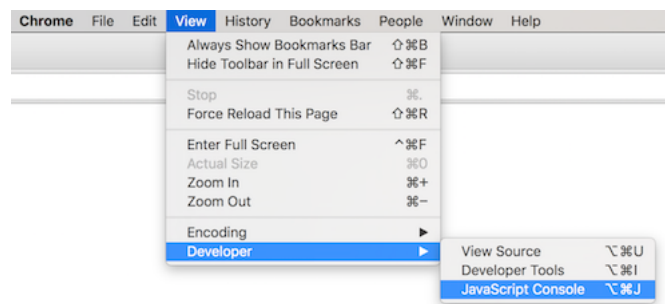 Chrome File Edit View History Bookmarks People Window Help
Always Show Bookmarks Bar ⇧⌘B
Hide Toolbar in Full Screen ⇧⌘F
Stop ⌘.
Force Reload This Page ⇧⌘R
Enter Full Screen ^⌘F
Actual Size ⌘0
Zoom In ⌘+
Zoom Out ⌘−
Encoding ▶
Developer ▶
View Source ⌥⌘U
Developer Tools ⌥⌘I
JavaScript Console ⌥⌘J